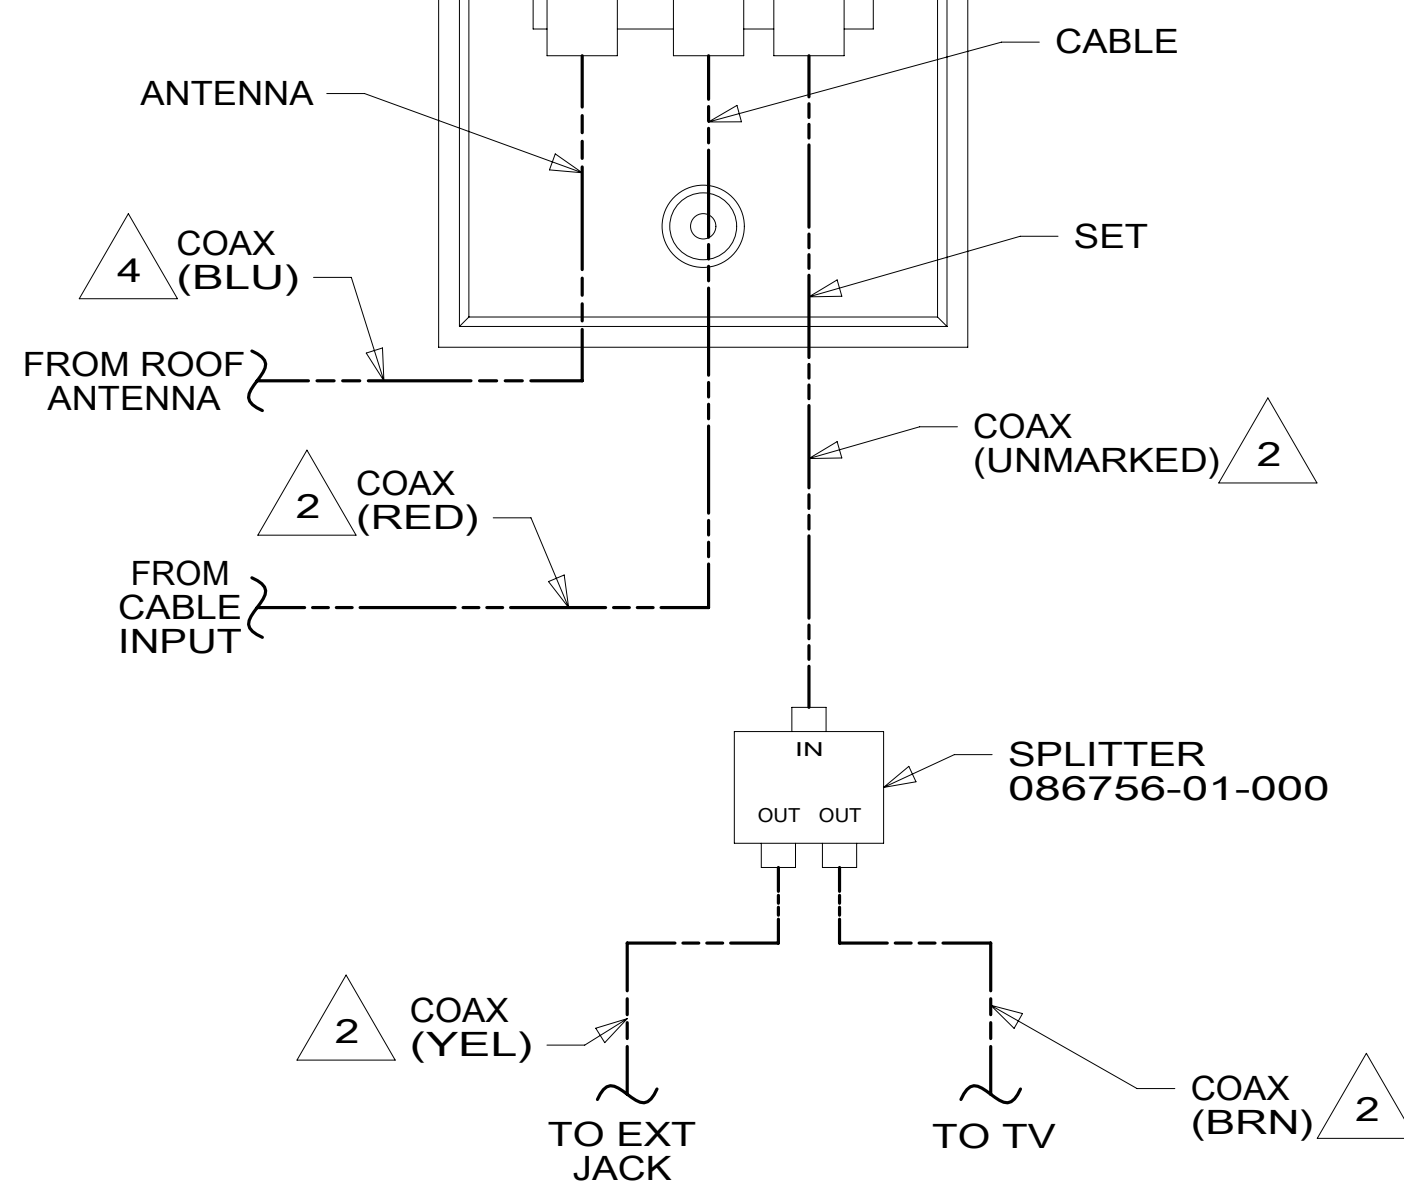 CABLE
ANTENNA
SET
4
COAX
(BLU)
FROM ROOF
ANTENNA
COAX
(UNMARKED)
2
2
COAX
(RED)
FROM
CABLE
INPUT
IN
OUT OUT
SPLITTER
086756-01-000
2
COAX
(YEL)
TO EXT
JACK
TO TV
COAX
(BRN)
2